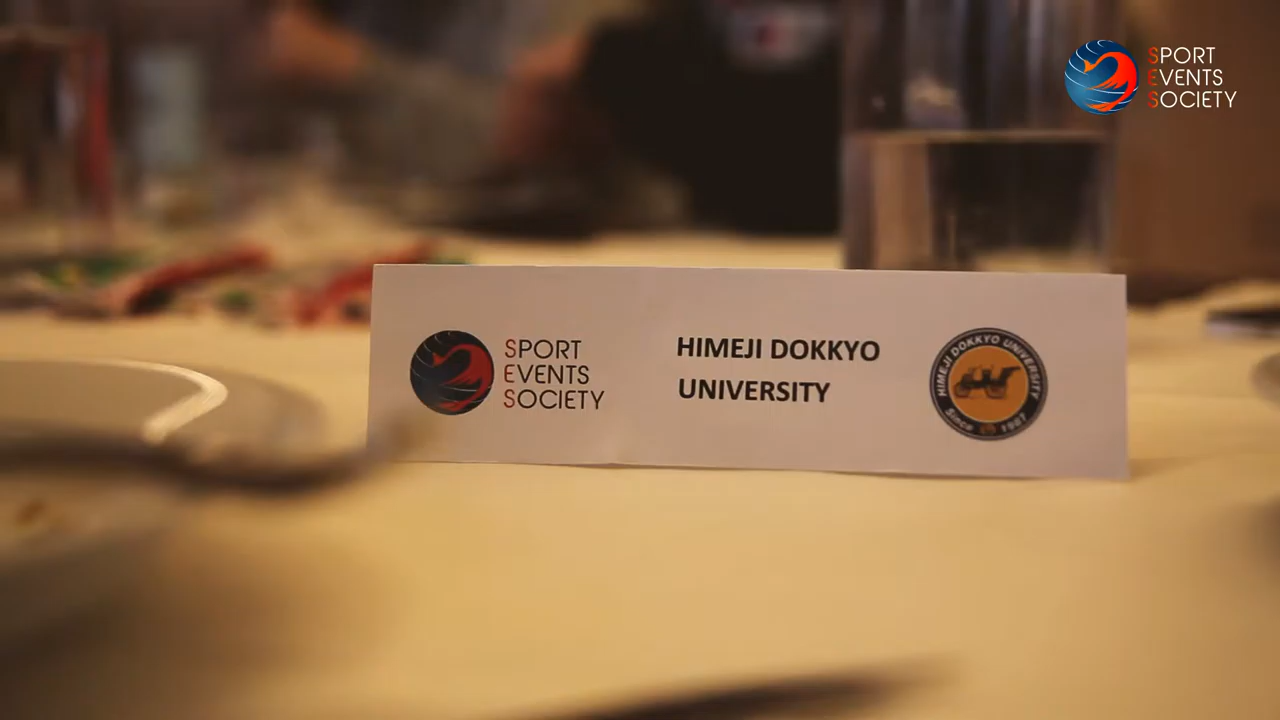 SPORT
EVENTS
SOCIETY
SPORT
EVENTS
SOCIETY
HIMEJI DOKKYO
UNIVERSITY
HIMEJI DOKKYO UNIVERSITY
Since 1987